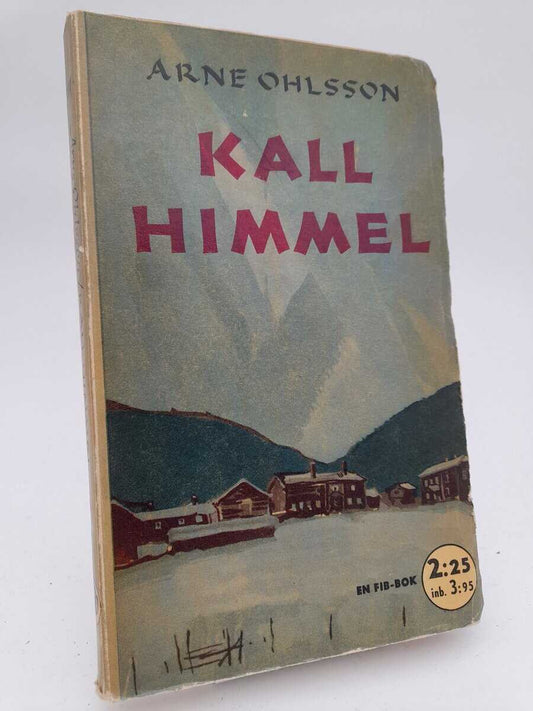 ARNE OHLSSON
KALL
HIMMEL
EN FIB-BOK
2:25
inb. 3:95